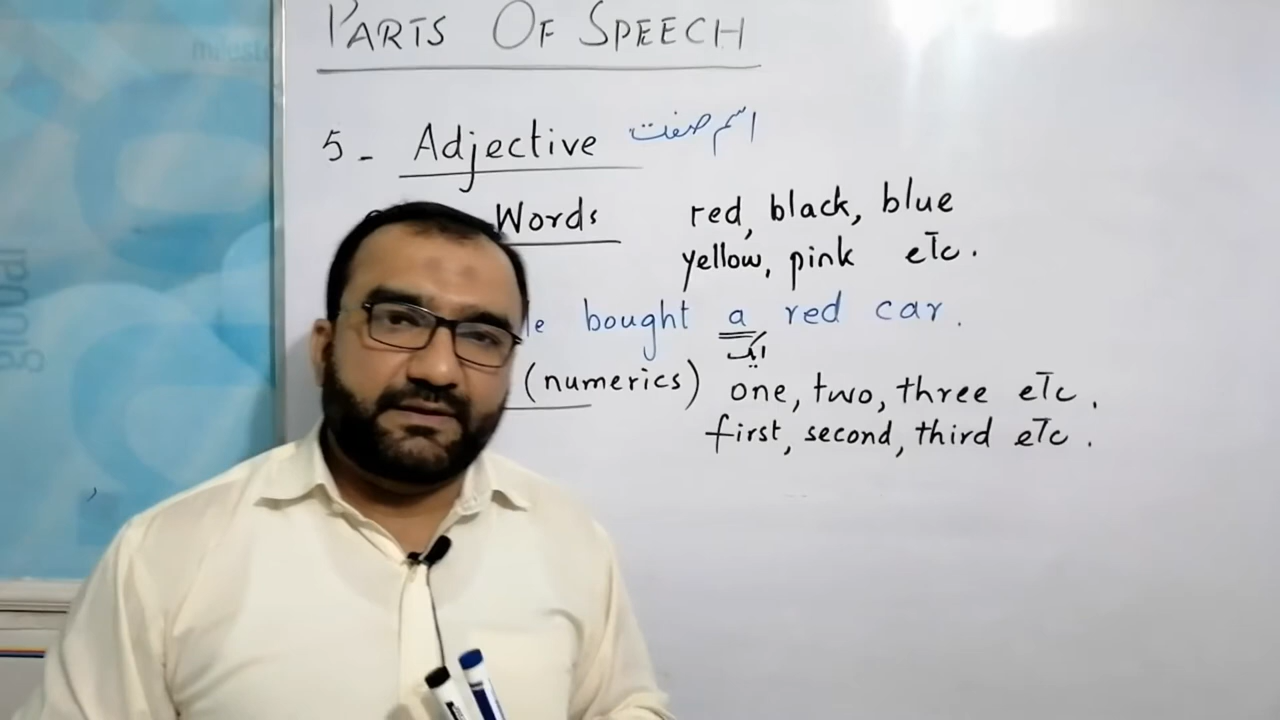 PARTS OF SPEECH
5 - Adjective اسم صفت
Words red, black, blue
yellow, pink etc.
bought a red car.
ایک
(numerics) one, two, three etc.
first, second, third etc.
global